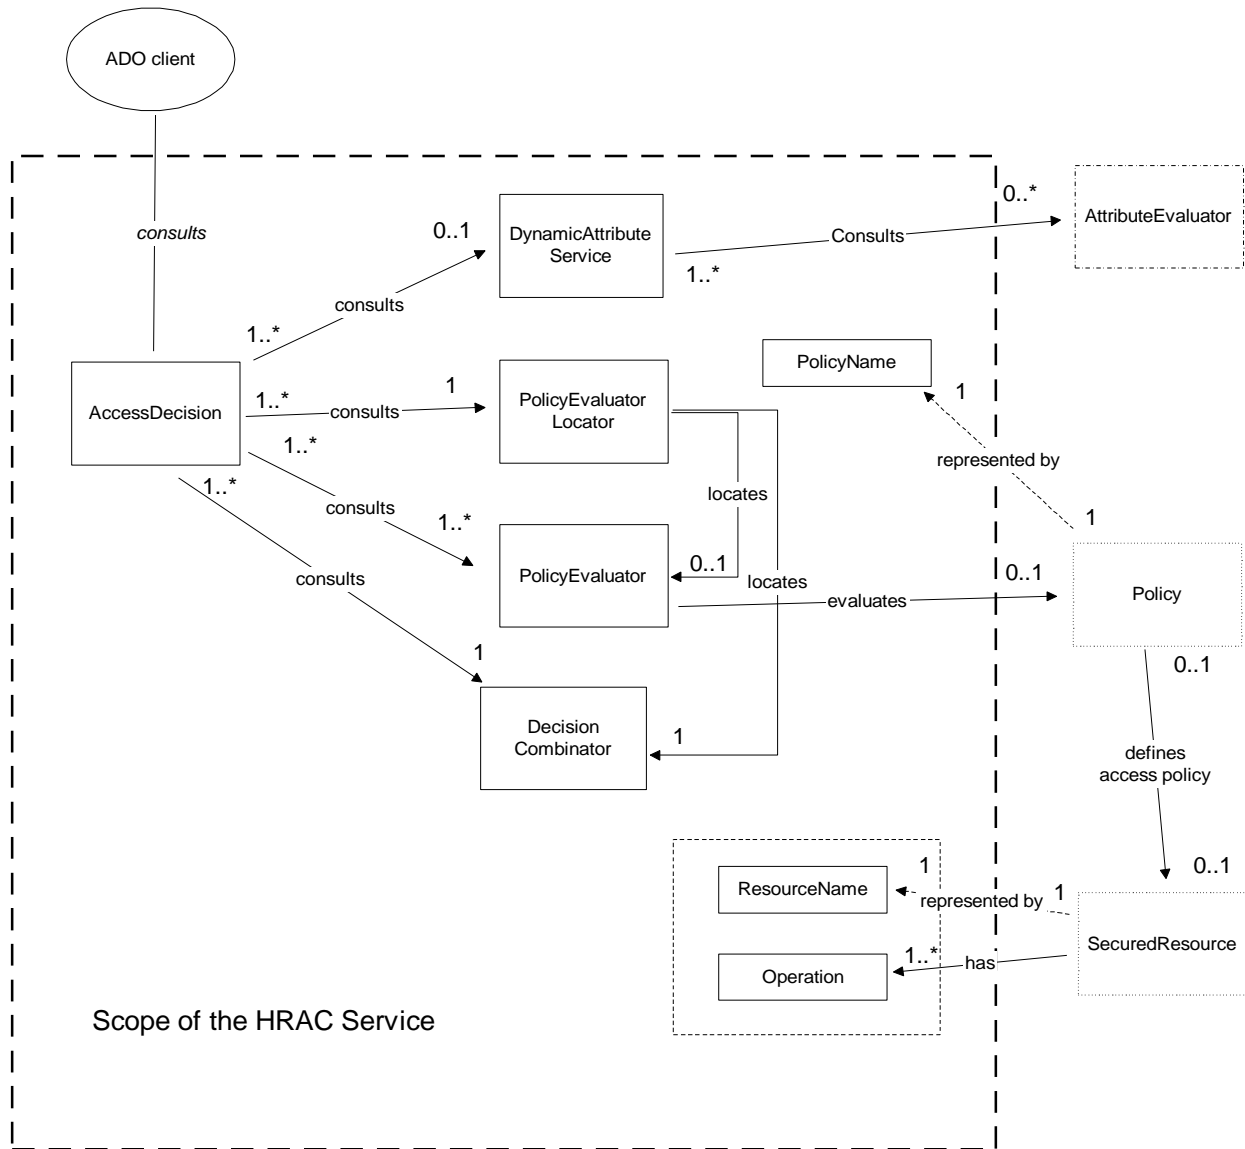 ADO client
consults
0..1
DynamicAttribute
Service
1..*
Consults
0..*
AttributeEvaluator
consults
1..*
AccessDecision
1..*
consults
1
PolicyEvaluator
Locator
PolicyName
1
represented by
1
1..*
consults
1..*
locates
PolicyEvaluator
0..1
locates
evaluates
0..1
Policy
0..1
1..*
consults
1
Decision
Combinator
1
defines
access policy
0..1
ResourceName
1
represented by
1
SecuredResource
Operation
1..*
has
Scope of the HRAC Service